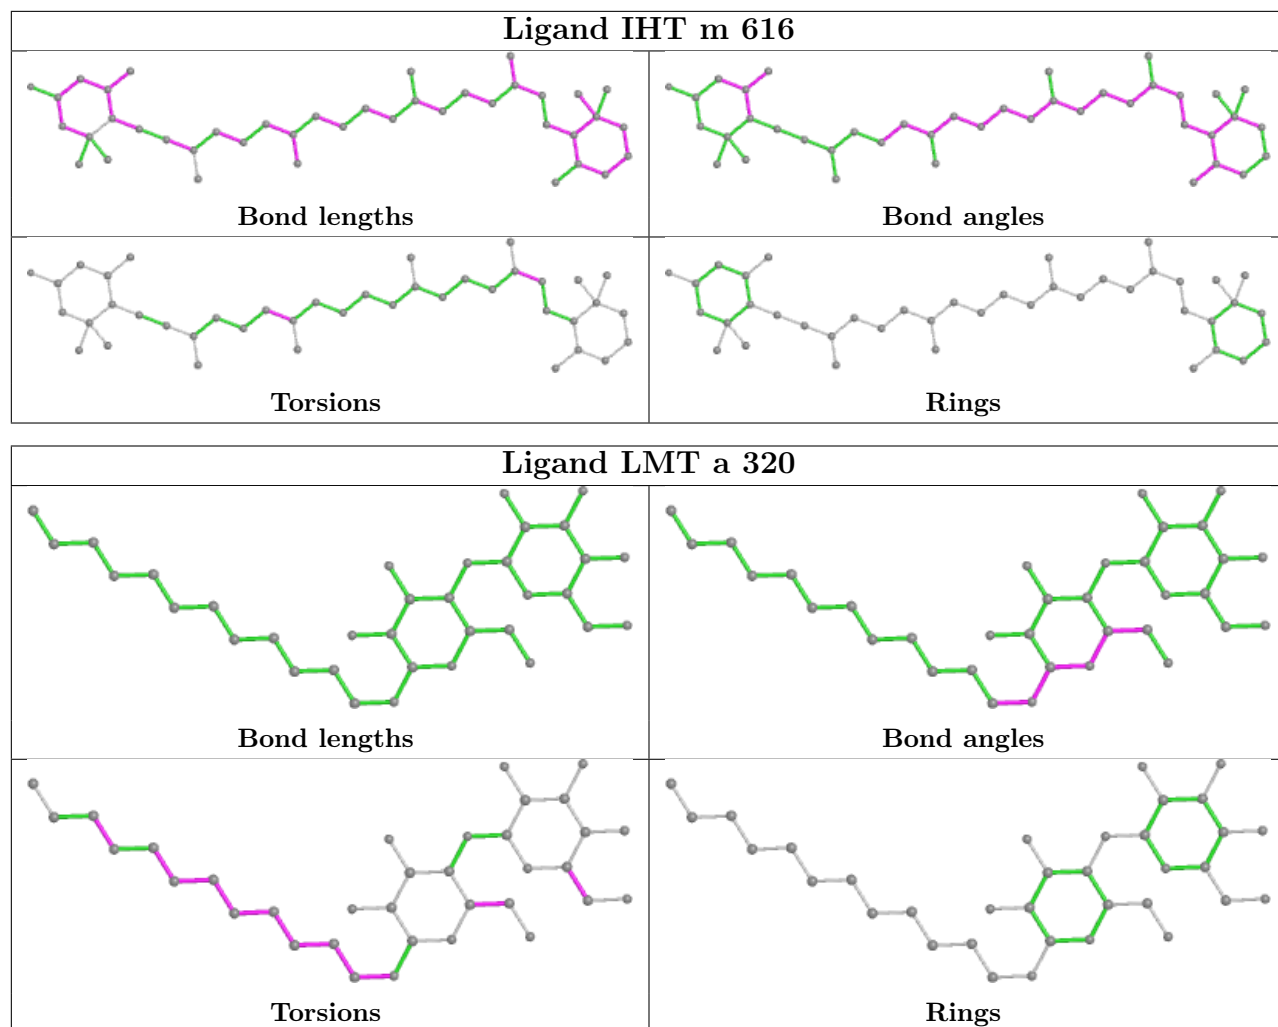 Ligand IHT m 616
Bond lengths
Bond angles
Torsions
Rings
Ligand LMT a 320
Bond lengths
Bond angles
Torsions
Rings